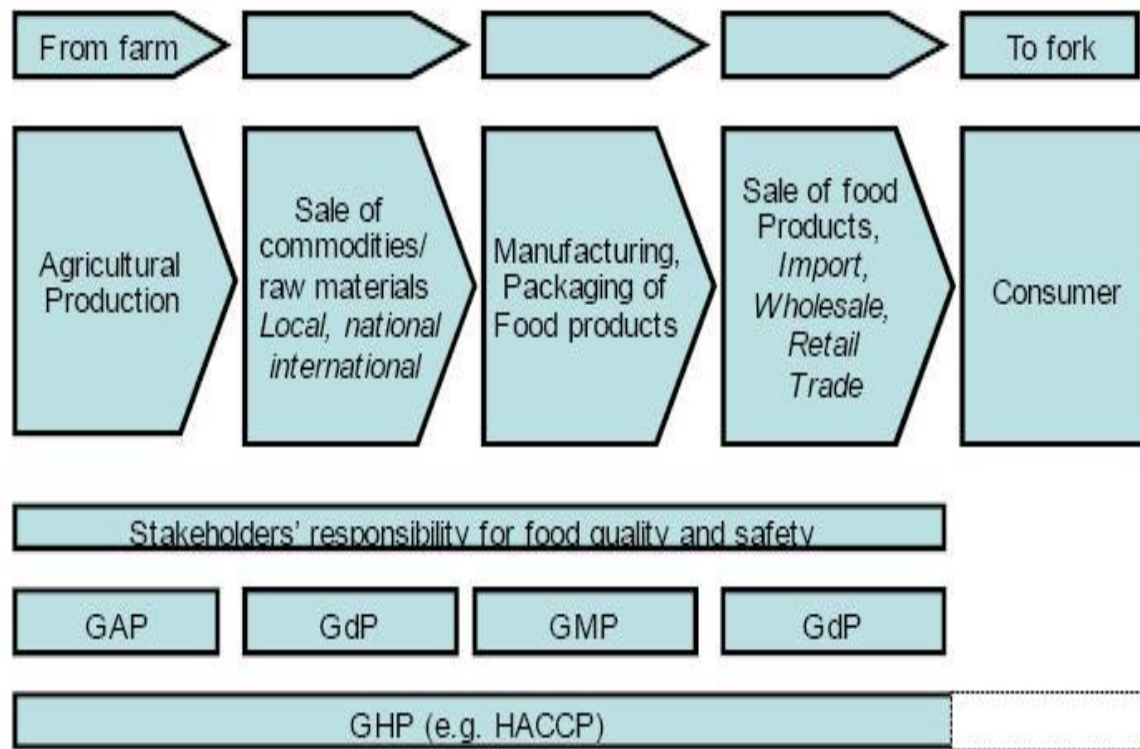 From farm
To fork
Agricultural
Production
Sale of
commodities/
raw materials
Local, national
international
Manufacturing,
Packaging of
Food products
Sale of food
Products,
Import,
Wholesale,
Retail
Trade
Consumer
Stakeholders' responsibility for food quality and safety
GAP
GdP
GMP
GdP
GHP (e.g. HACCP)